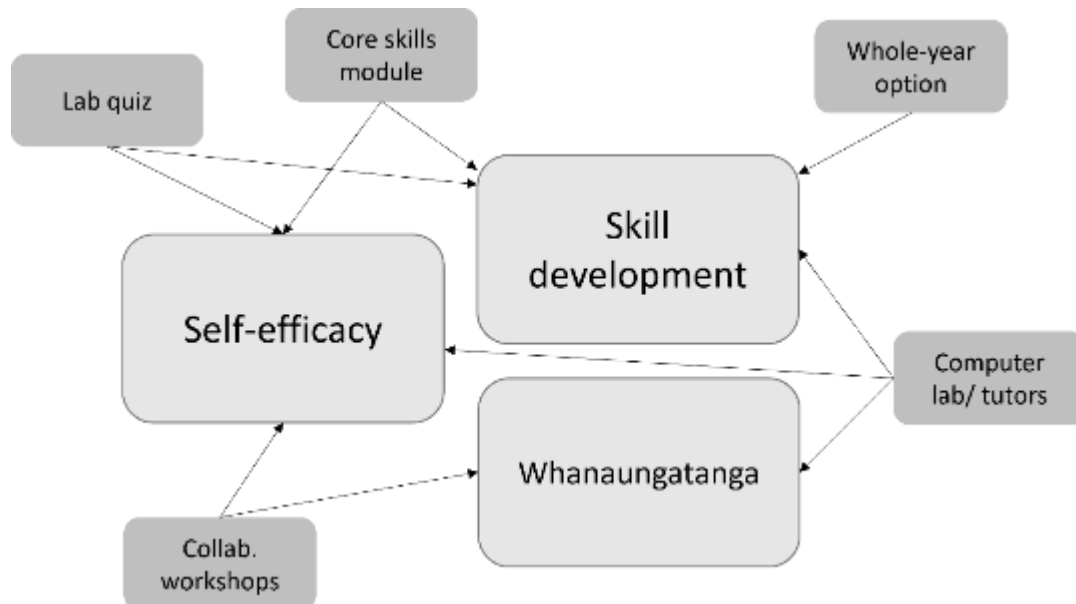 Core skills
module
Whole-year
option
Lab quiz
Skill
development
Self-efficacy
Computer
lab/ tutors
Whanaungatanga
Collab.
workshops